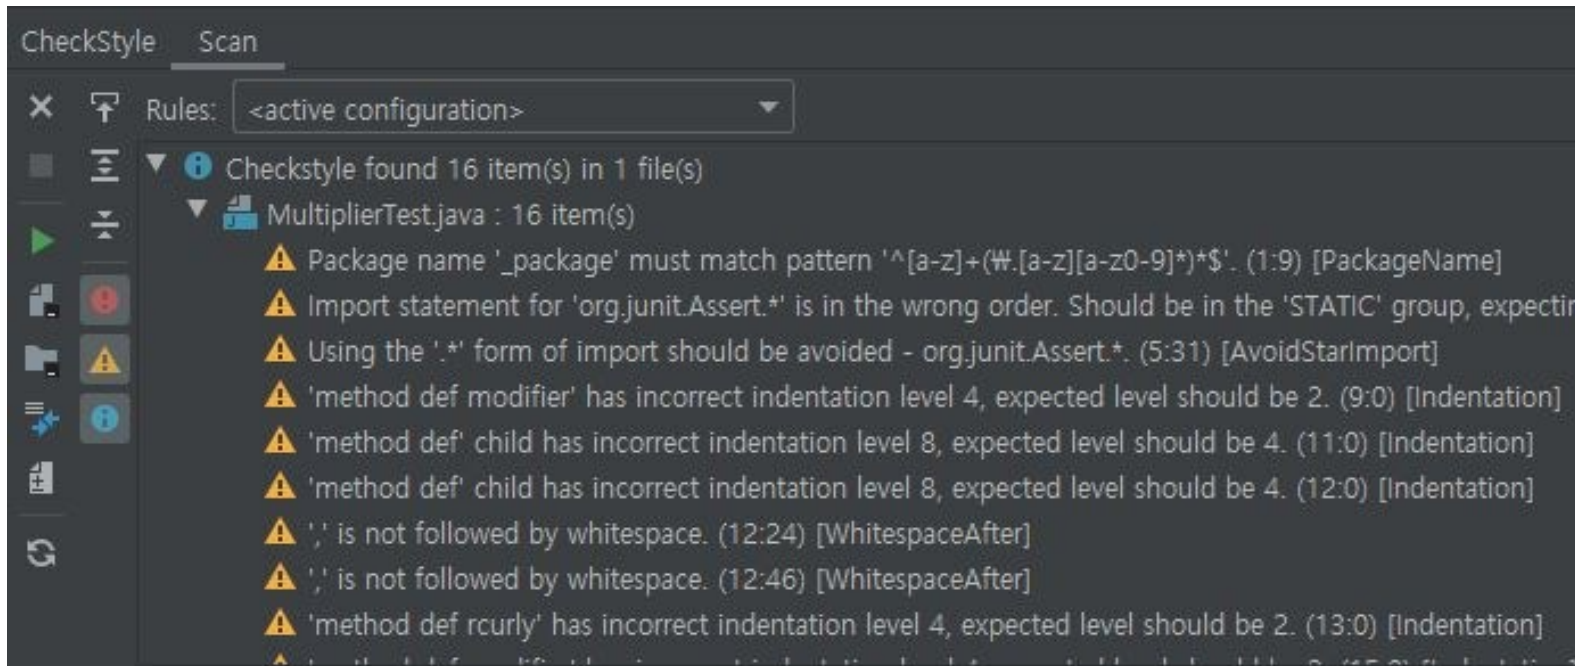 CheckStyle Scan
Rules: <active configuration>
Checkstyle found 16 item(s) in 1 file(s)
MultiplierTest.java : 16 item(s)
Package name '_package' must match pattern '^[a-z]+(₩.[a-z][a-z0-9]*)*$'. (1:9) [PackageName]
Import statement for 'org.junit.Assert.*' is in the wrong order. Should be in the 'STATIC' group, expectin
Using the '.*' form of import should be avoided - org.junit.Assert.*. (5:31) [AvoidStarImport]
'method def modifier' has incorrect indentation level 4, expected level should be 2. (9:0) [Indentation]
'method def' child has incorrect indentation level 8, expected level should be 4. (11:0) [Indentation]
'method def' child has incorrect indentation level 8, expected level should be 4. (12:0) [Indentation]
',' is not followed by whitespace. (12:24) [WhitespaceAfter]
',' is not followed by whitespace. (12:46) [WhitespaceAfter]
'method def rcurly' has incorrect indentation level 4, expected level should be 2. (13:0) [Indentation]